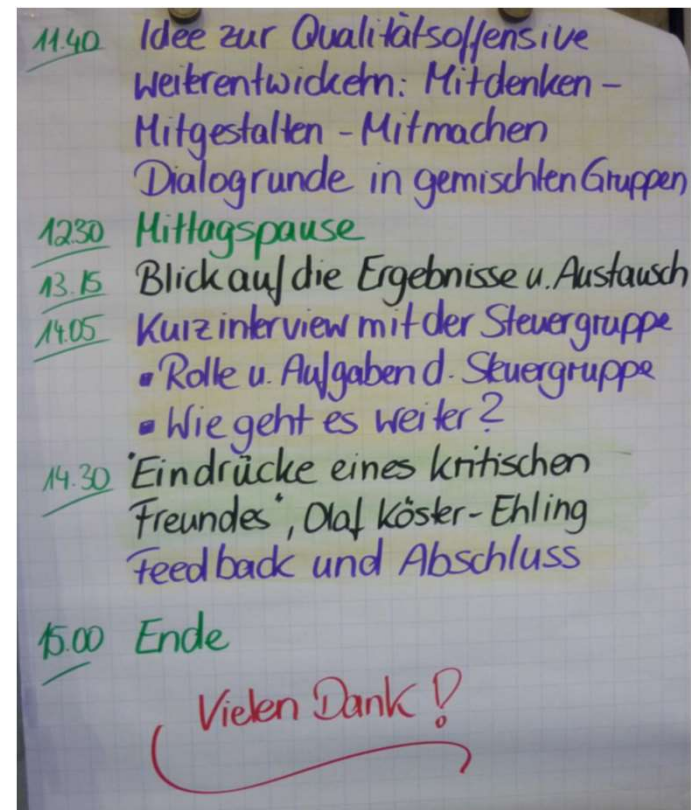 11.40 Idee zur Qualitätsoffensive
weiterentwickeln: Mitdenken -
Mitgestalten - Mitmachen
Dialogrunde in gemischten Gruppen
12.30 Mittagspause
13.15 Blick auf die Ergebnisse u. Austausch
14.05 Kurzinterview mit der Steuergruppe
▪ Rolle u. Aufgaben d. Steuergruppe
▪ Wie geht es weiter?
14.30 "Eindrücke eines kritischen
Freundes", Olaf Köster-Ehling
Feedback und Abschluss
15.00 Ende
Vielen Dank!